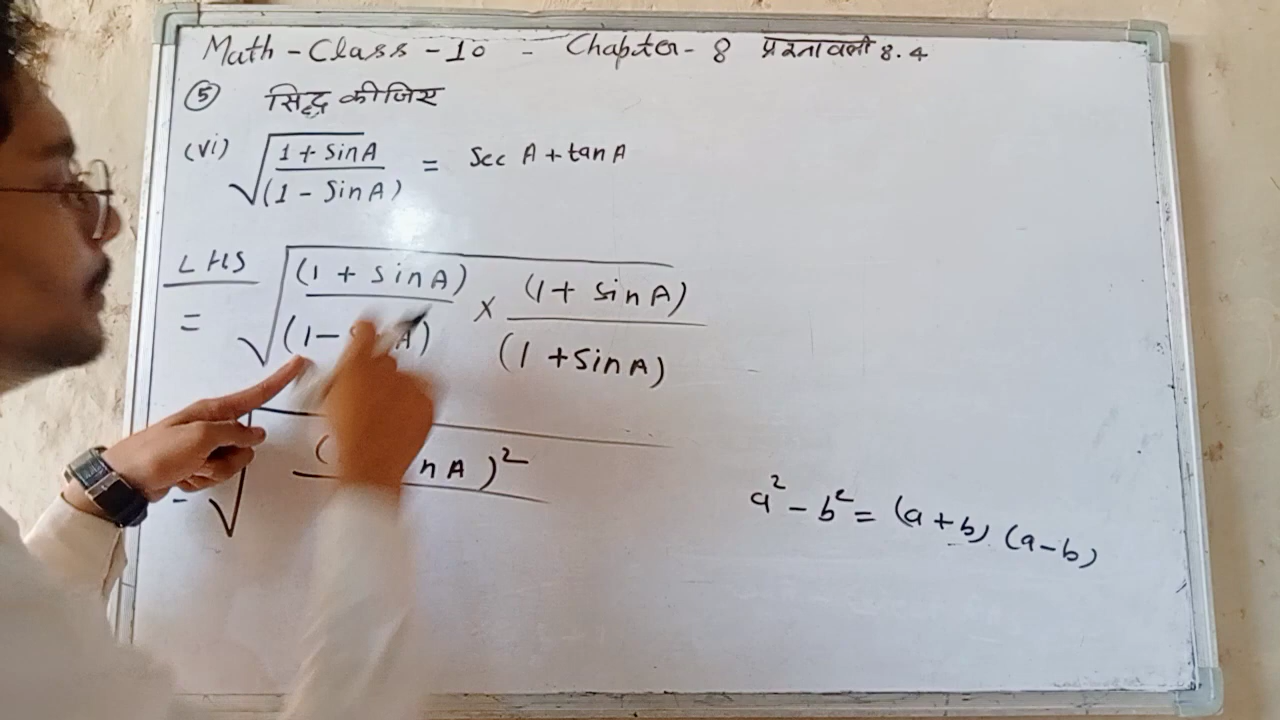 Math - Class - 10 - Chapter - 8 प्रश्नावली 8.4
⑤ सिद्ध कीजिए
(vi) √((1 + sinA)/(1 - SinA)) = Sec A + tan A
LHS
= √((1 + sinA)/(1 - A) × (1 + sinA)/(1 + sinA))
= √(( nA)²
a² - b² = (a + b) (a - b)